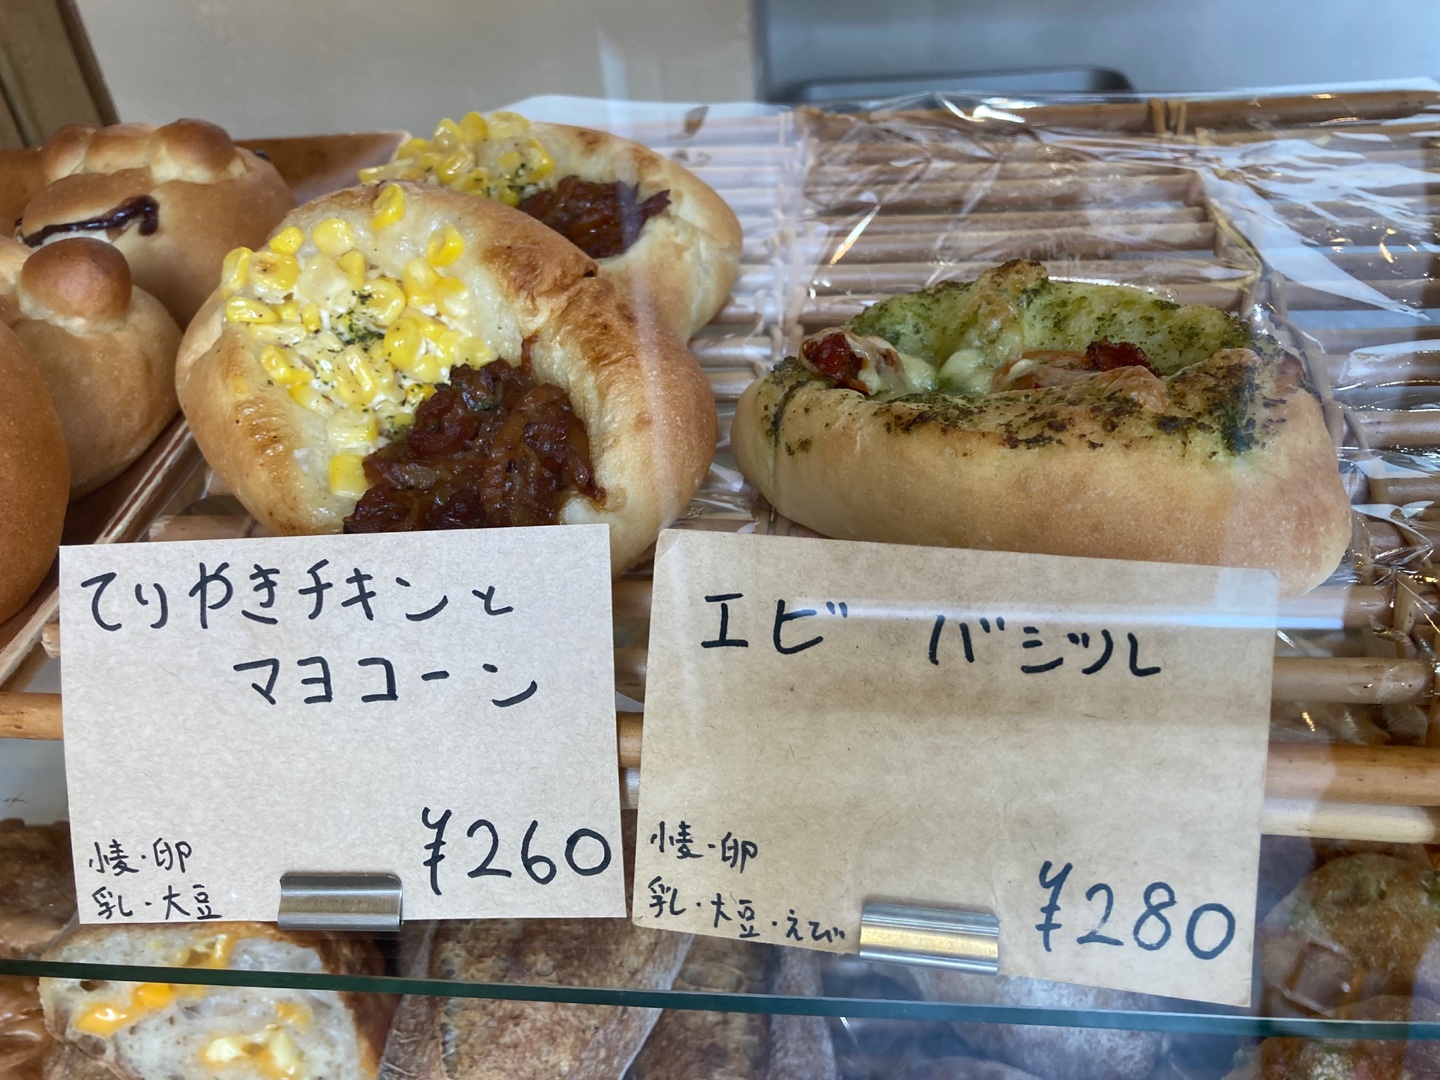 てりやきチキンと
マヨコーン
小麦・卵
乳・大豆
¥260
エビ バジツル
小麦・卵
乳・大豆・えび
¥280